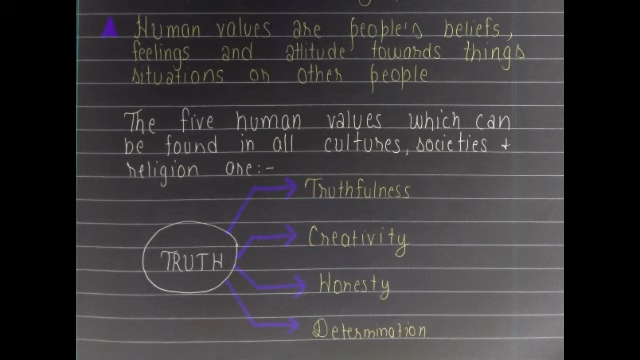 Human values are people's beliefs,
feelings and attitude towards things
situations or other people
The five human values which can
be found in all cultures, societies +
religion are:-
Truthfulness
Creativity
TRUTH
Honesty
Determination